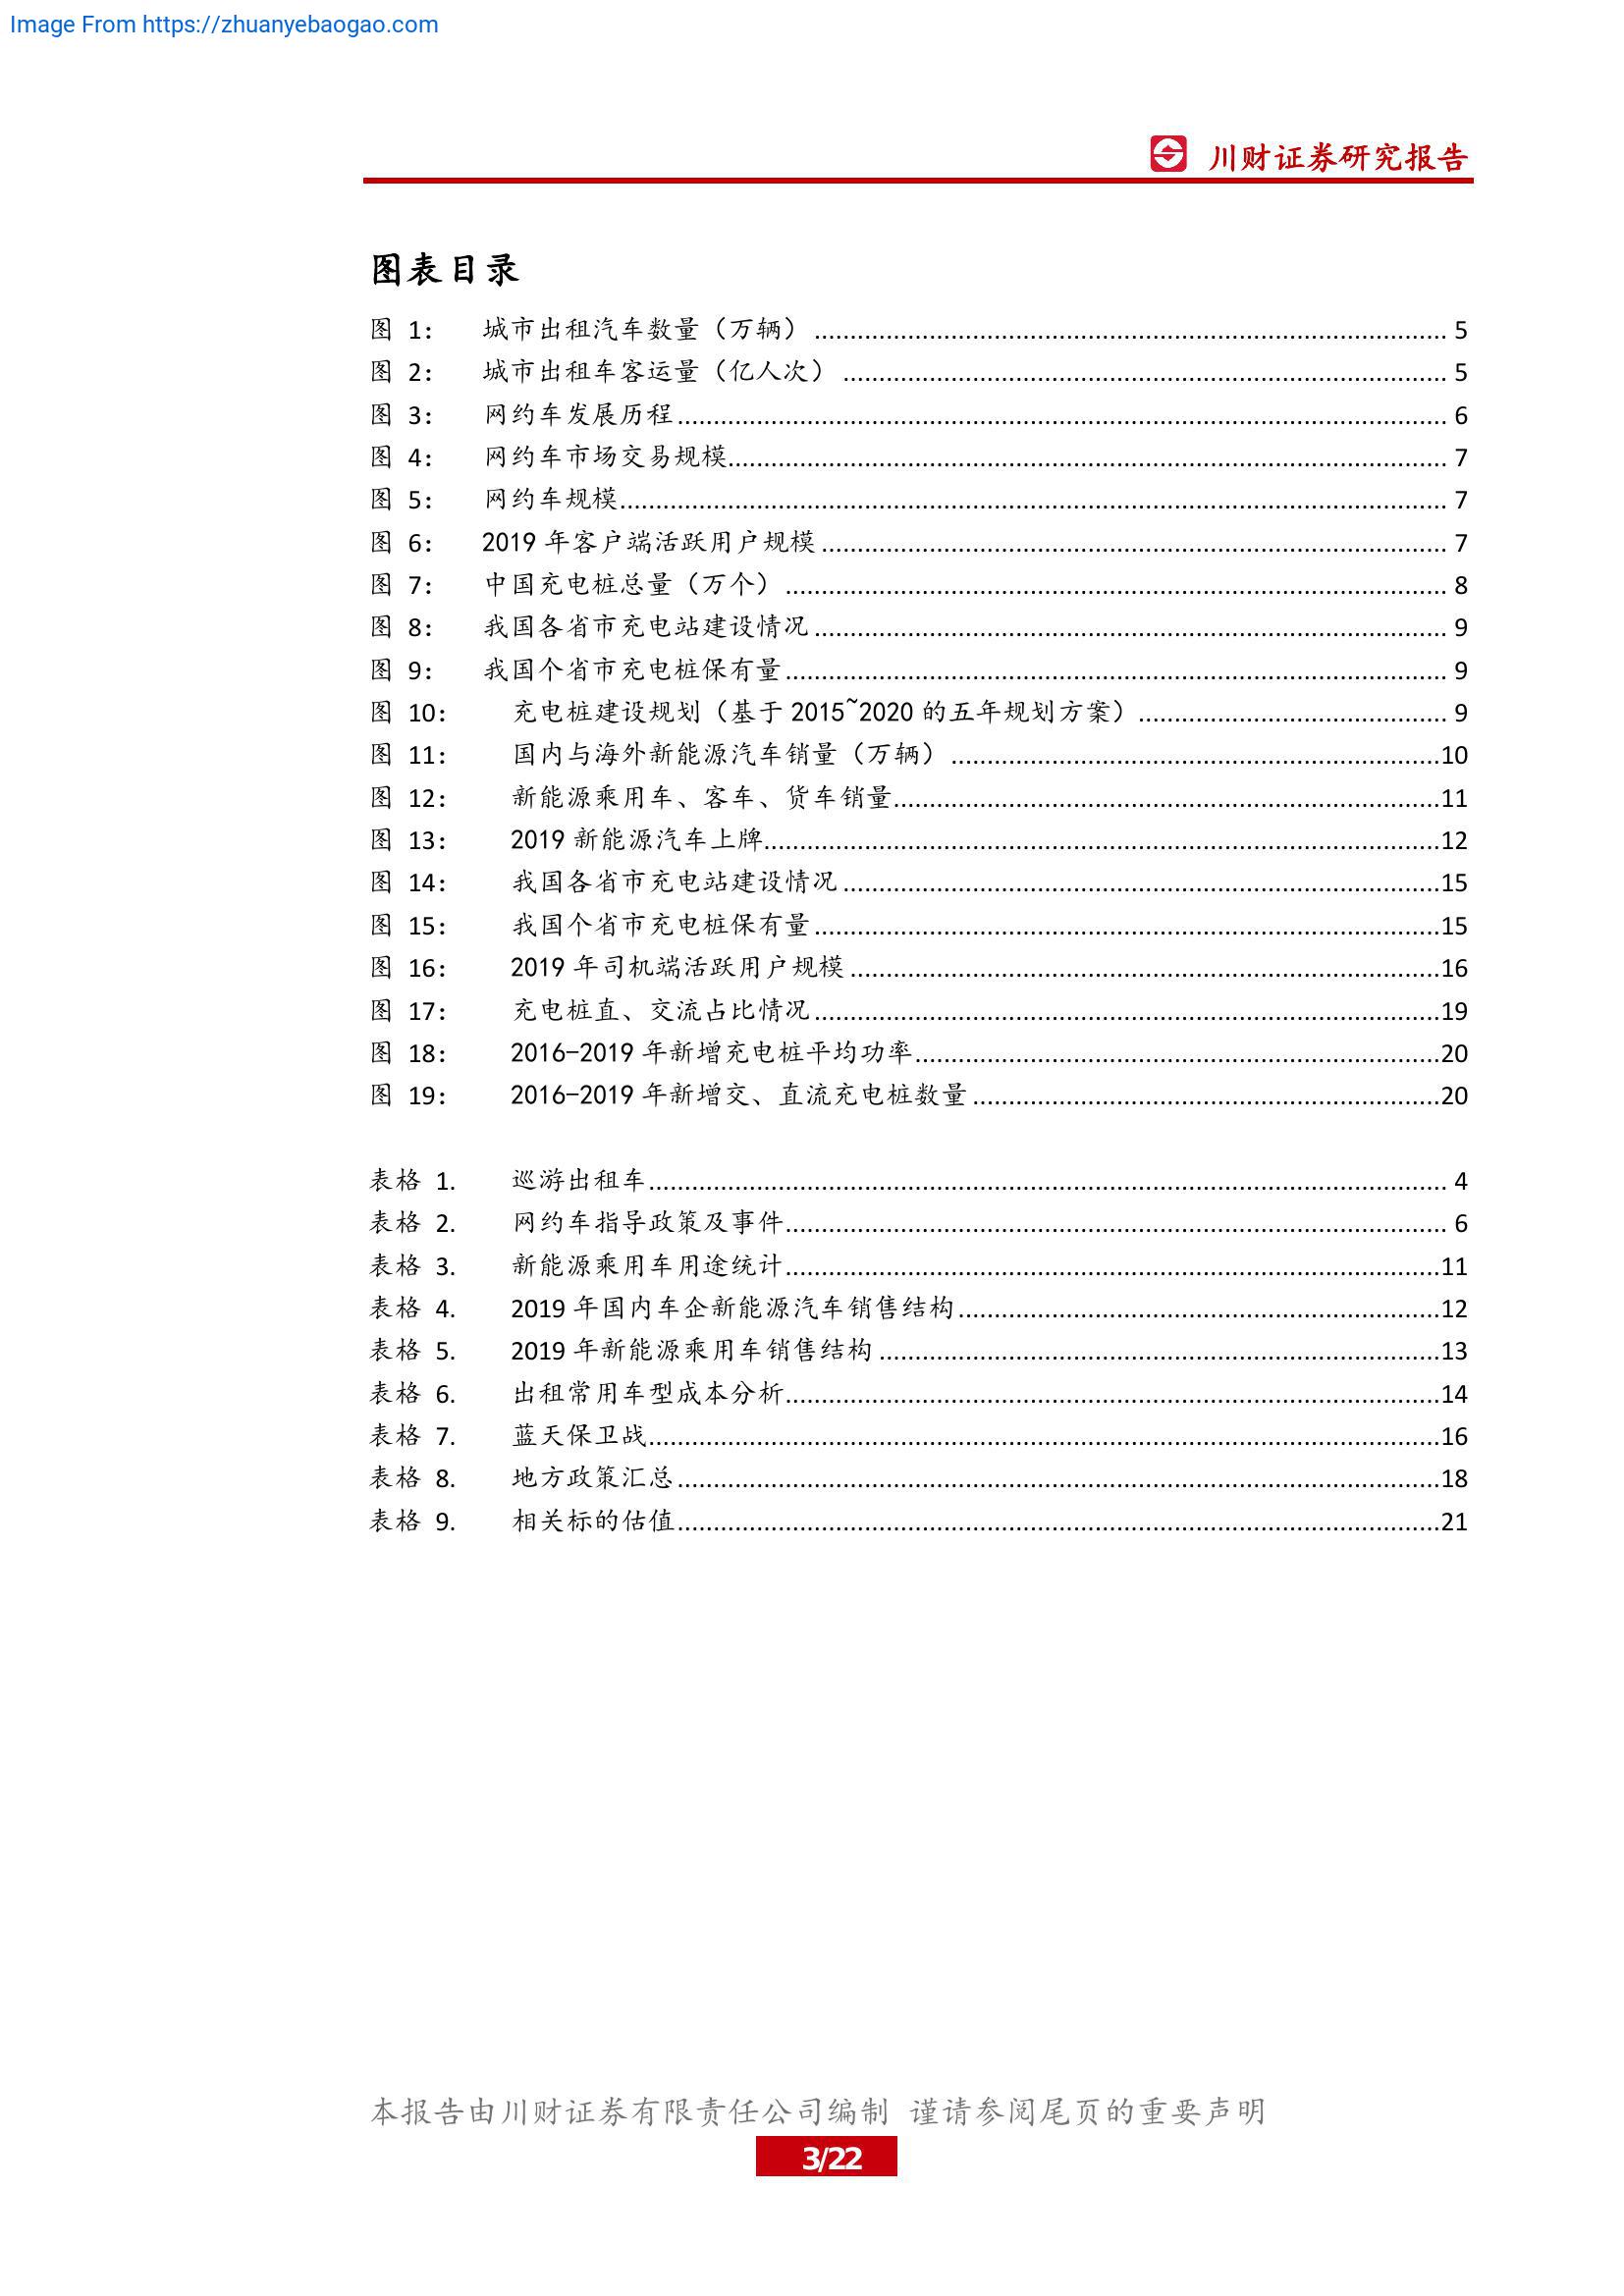 Image From https://zhuanyebaogao.com
川财证券研究报告
图表目录
图 1： 城市出租汽车数量（万辆）........ 5
图 2： 城市出租车客运量（亿人次）........ 5
图 3： 网约车发展历程........ 6
图 4： 网约车市场交易规模........ 7
图 5： 网约车规模........ 7
图 6： 2019 年客户端活跃用户规模........ 7
图 7： 中国充电桩总量（万个）........ 8
图 8： 我国各省市充电站建设情况........ 9
图 9： 我国个省市充电桩保有量........ 9
图 10： 充电桩建设规划（基于 2015~2020 的五年规划方案）........ 9
图 11： 国内与海外新能源汽车销量（万辆）........10
图 12： 新能源乘用车、客车、货车销量........11
图 13： 2019 新能源汽车上牌........12
图 14： 我国各省市充电站建设情况........15
图 15： 我国个省市充电桩保有量........15
图 16： 2019 年司机端活跃用户规模........16
图 17： 充电桩直、交流占比情况........19
图 18： 2016-2019 年新增充电桩平均功率........20
图 19： 2016-2019 年新增交、直流充电桩数量........20
表格 1. 巡游出租车........ 4
表格 2. 网约车指导政策及事件........ 6
表格 3. 新能源乘用车用途统计........11
表格 4. 2019 年国内车企新能源汽车销售结构........12
表格 5. 2019 年新能源乘用车销售结构........13
表格 6. 出租常用车型成本分析........14
表格 7. 蓝天保卫战........16
表格 8. 地方政策汇总........18
表格 9. 相关标的估值........21
本报告由川财证券有限责任公司编制 谨请参阅尾页的重要声明
3/22